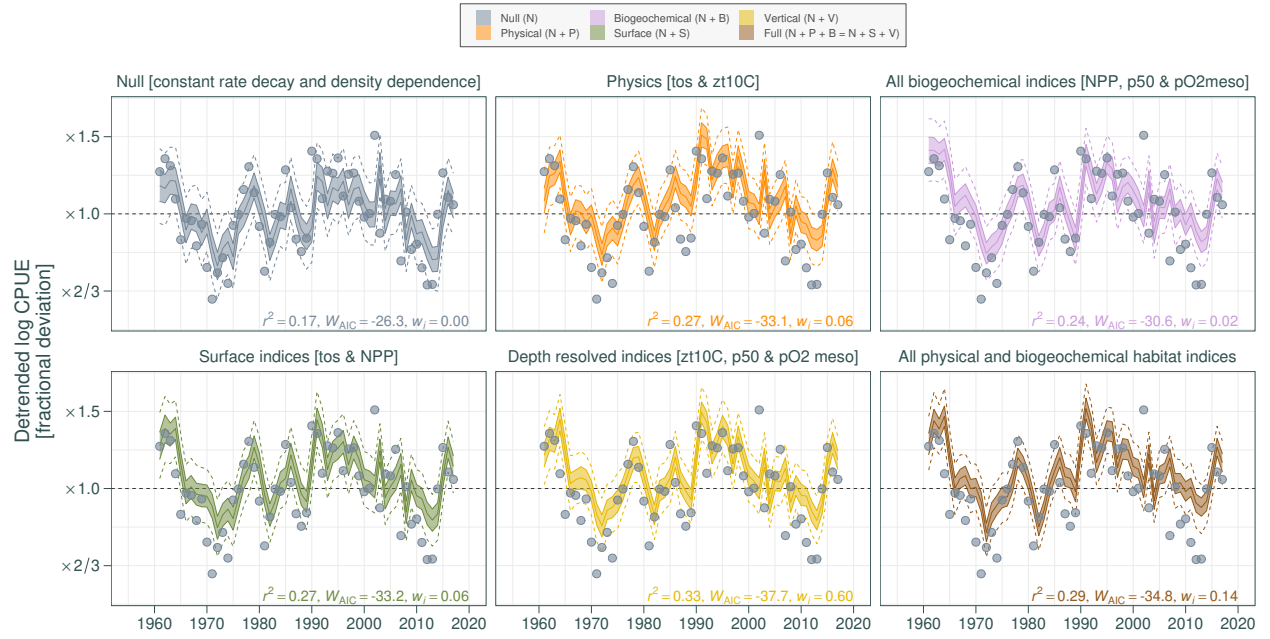 Null (N)
Physical (N + P)
Biogeochemical (N + B)
Surface (N + S)
Vertical (N + V)
Full (N + P + B = N + S + V)
Null [constant rate decay and density dependence]
Physics [tos & zt10C]
All biogeochemical indices [NPP, p50 & pO2meso]
×1.5
×1.0
×2/3
r² = 0.17, W_AIC = -26.3, w_i = 0.00
r² = 0.27, W_AIC = -33.1, w_i = 0.06
r² = 0.24, W_AIC = -30.6, w_i = 0.02
Detrended log CPUE
[fractional deviation]
Surface indices [tos & NPP]
Depth resolved indices [zt10C, p50 & pO2 meso]
All physical and biogeochemical habitat indices
×1.5
×1.0
×2/3
r² = 0.27, W_AIC = -33.2, w_i = 0.06
r² = 0.33, W_AIC = -37.7, w_i = 0.60
r² = 0.29, W_AIC = -34.8, w_i = 0.14
1960 1970 1980 1990 2000 2010 2020
1960 1970 1980 1990 2000 2010 2020
1960 1970 1980 1990 2000 2010 2020